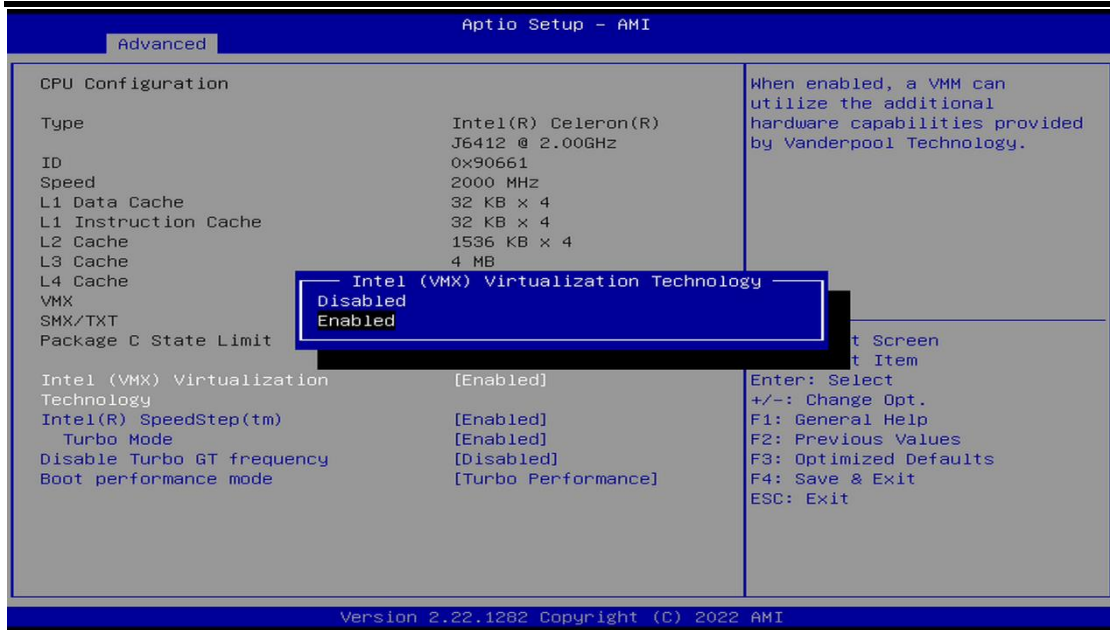 Aptio Setup - AMI
Advanced
CPU Configuration
Type Intel(R) Celeron(R)
J6412 @ 2.00GHz
ID 0x90661
Speed 2000 MHz
L1 Data Cache 32 KB x 4
L1 Instruction Cache 32 KB x 4
L2 Cache 1536 KB x 4
L3 Cache 4 MB
L4 Cache
VMX
SMX/TXT
Package C State Limit
Intel (VMX) Virtualization Technology
Disabled
Enabled
Intel (VMX) Virtualization [Enabled]
Technology
Intel(R) SpeedStep(tm) [Enabled]
Turbo Mode [Enabled]
Disable Turbo GT frequency [Disabled]
Boot performance mode [Turbo Performance]
When enabled, a VMM can
utilize the additional
hardware capabilities provided
by Vanderpool Technology.
t Screen
t Item
Enter: Select
+/-: Change Opt.
F1: General Help
F2: Previous Values
F3: Optimized Defaults
F4: Save & Exit
ESC: Exit
Version 2.22.1282 Copyright (C) 2022 AMI